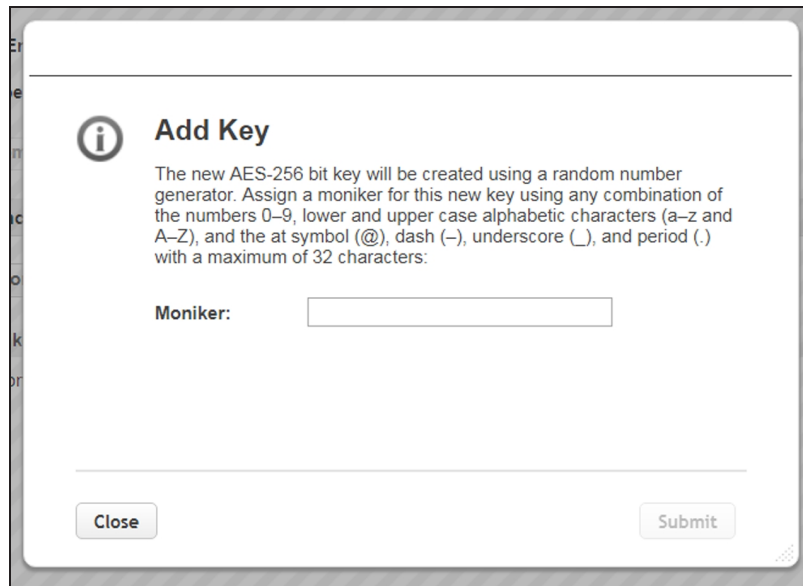 Add Key
The new AES-256 bit key will be created using a random number
generator. Assign a moniker for this new key using any combination of
the numbers 0–9, lower and upper case alphabetic characters (a–z and
A–Z), and the at symbol (@), dash (–), underscore (_), and period (.)
with a maximum of 32 characters:
Moniker:
Close
Submit